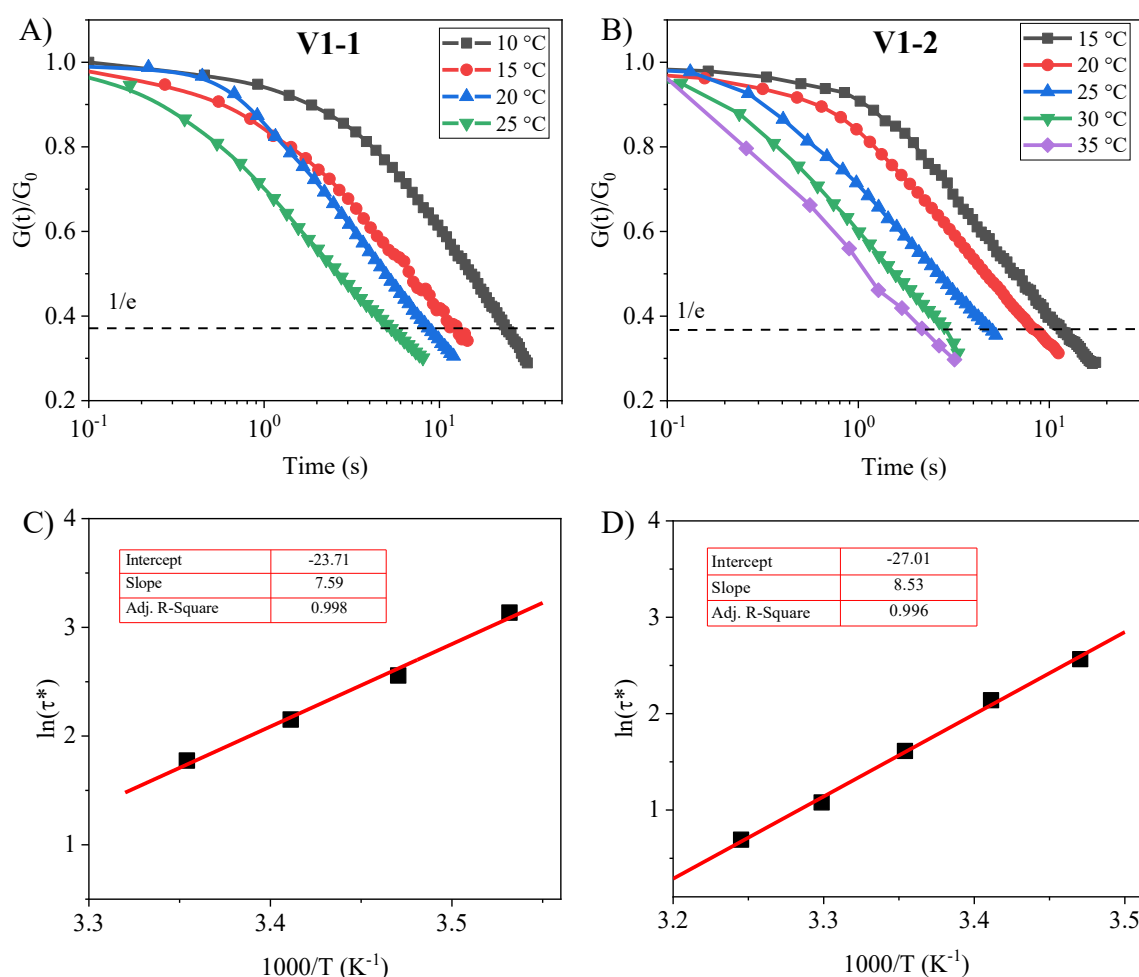 A)
V1-1
10 °C
15 °C
20 °C
25 °C
1.0
0.8
0.6
0.4
0.2
G(t)/G0
1/e
10-1
100
101
Time (s)
B)
V1-2
15 °C
20 °C
25 °C
30 °C
35 °C
1.0
0.8
0.6
0.4
0.2
G(t)/G0
1/e
10-1
100
101
Time (s)
C)
4
3
2
1
ln(τ*)
Intercept -23.71
Slope 7.59
Adj. R-Square 0.998
3.3
3.4
3.5
1000/T (K-1)
D)
4
3
2
1
0
ln(τ*)
Intercept -27.01
Slope 8.53
Adj. R-Square 0.996
3.2
3.3
3.4
3.5
1000/T (K-1)